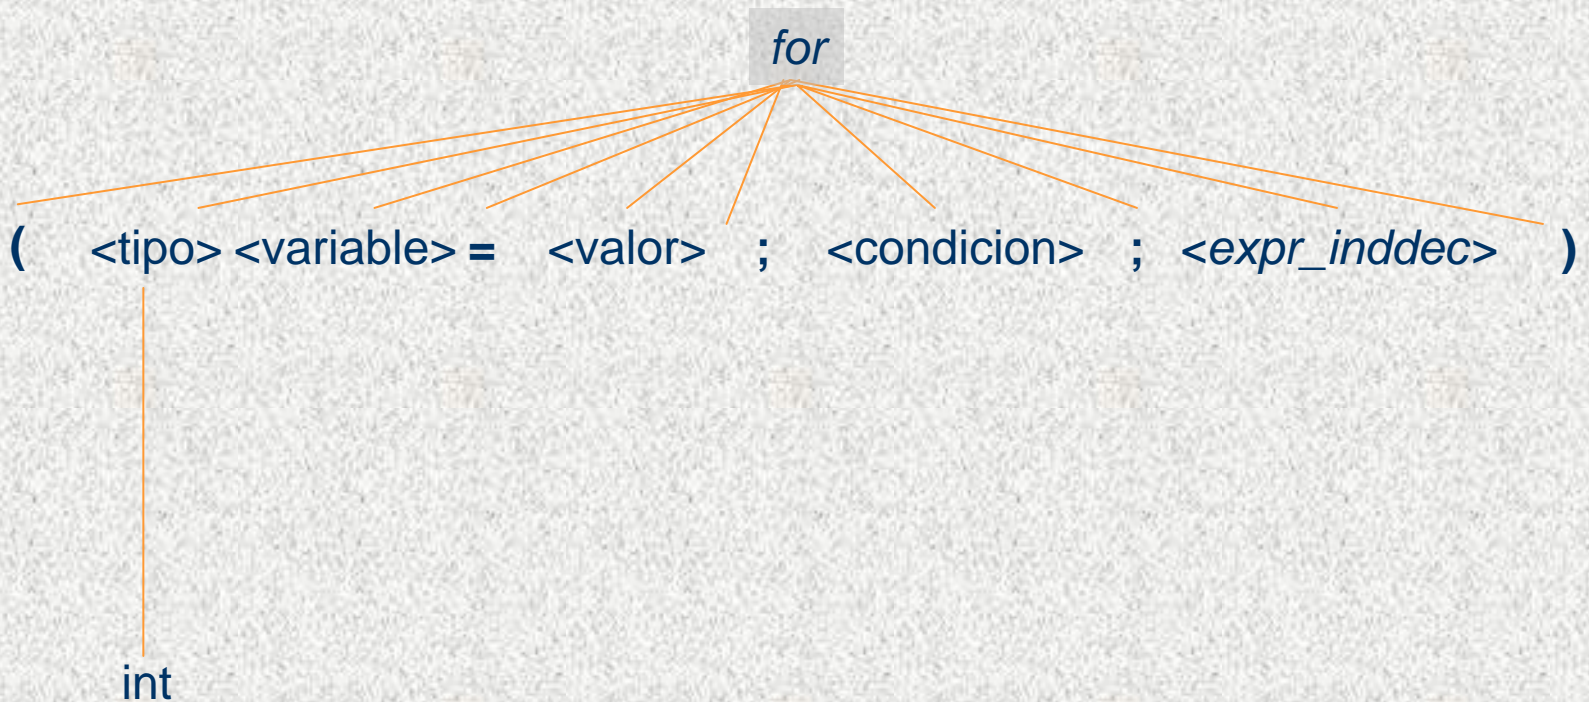 for
( <tipo> <variable> = <valor> ; <condicion> ; <expr_inddec> )
int